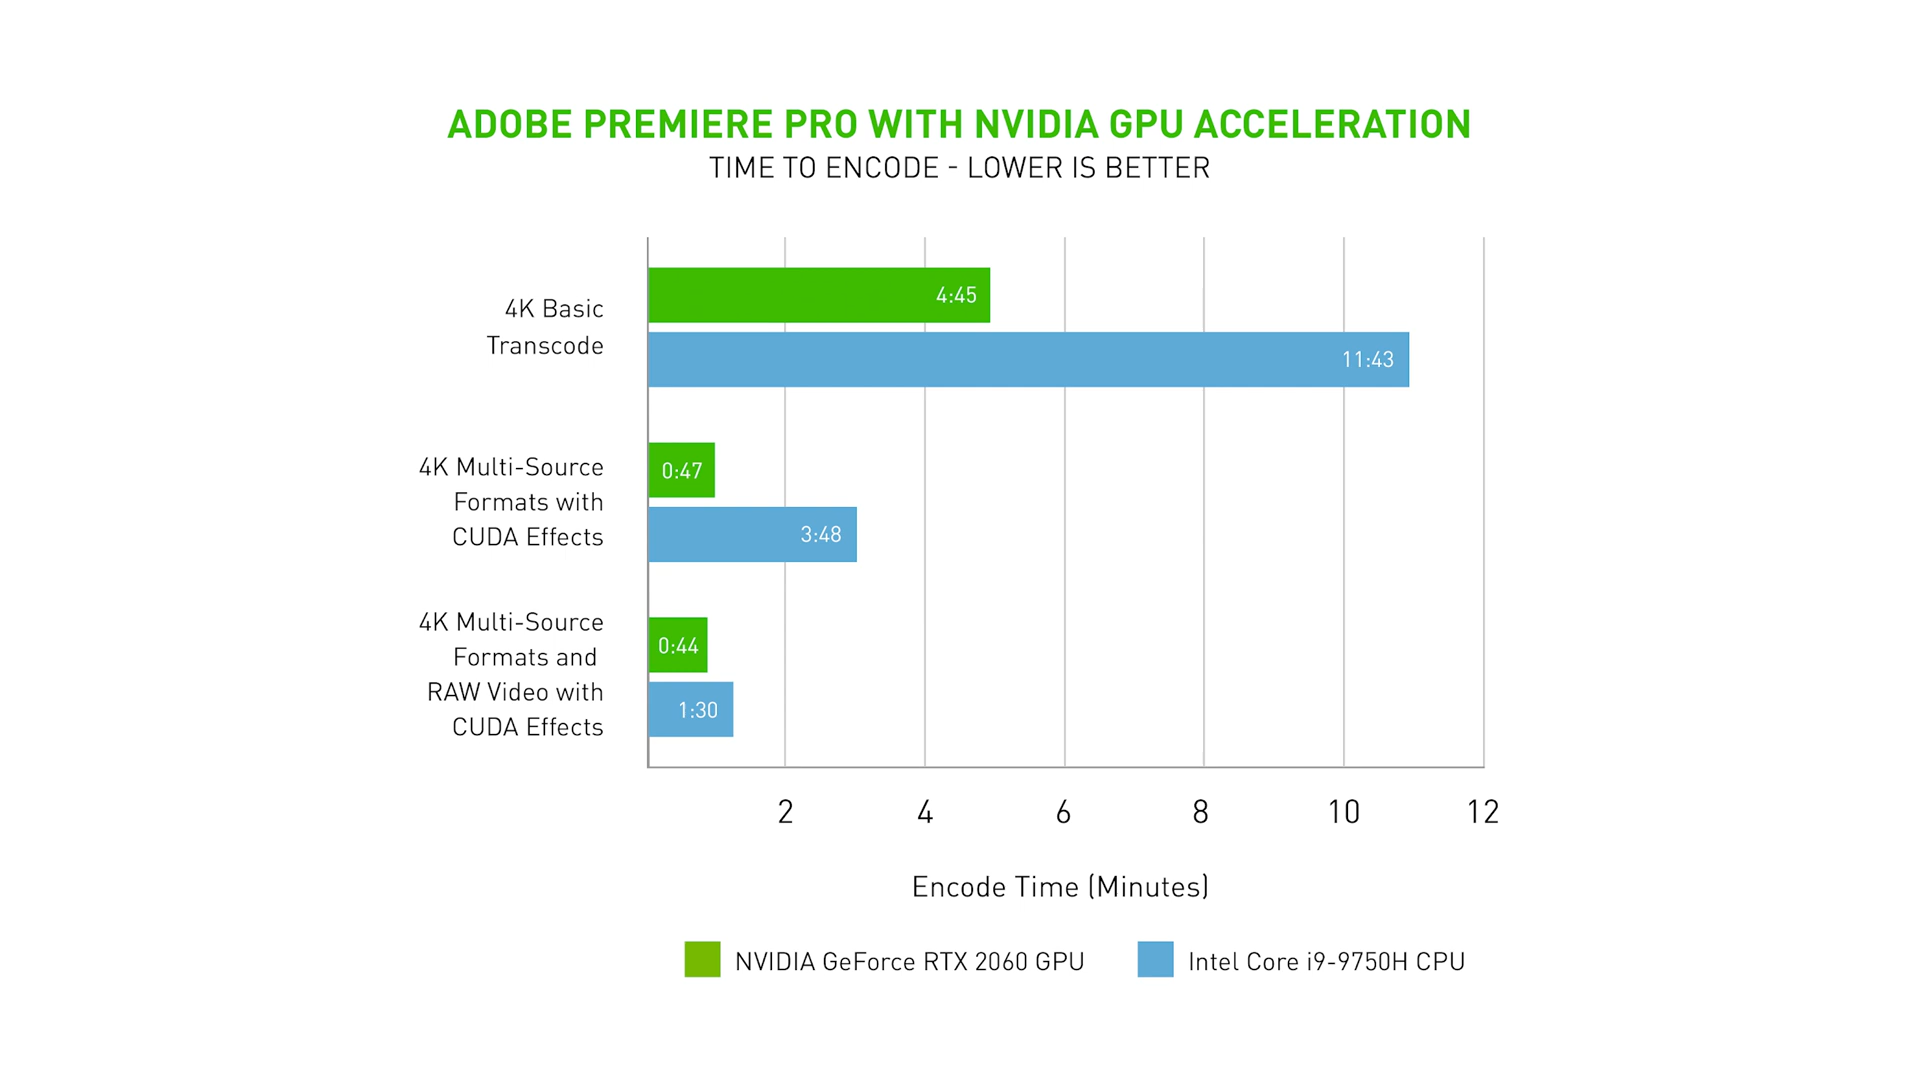 ADOBE PREMIERE PRO WITH NVIDIA GPU ACCELERATION
TIME TO ENCODE - LOWER IS BETTER
4K Basic
Transcode
4:45
11:43
4K Multi-Source
Formats with
CUDA Effects
0:47
3:48
4K Multi-Source
Formats and
RAW Video with
CUDA Effects
0:44
1:30
2 4 6 8 10 12
Encode Time (Minutes)
NVIDIA GeForce RTX 2060 GPU
Intel Core i9-9750H CPU